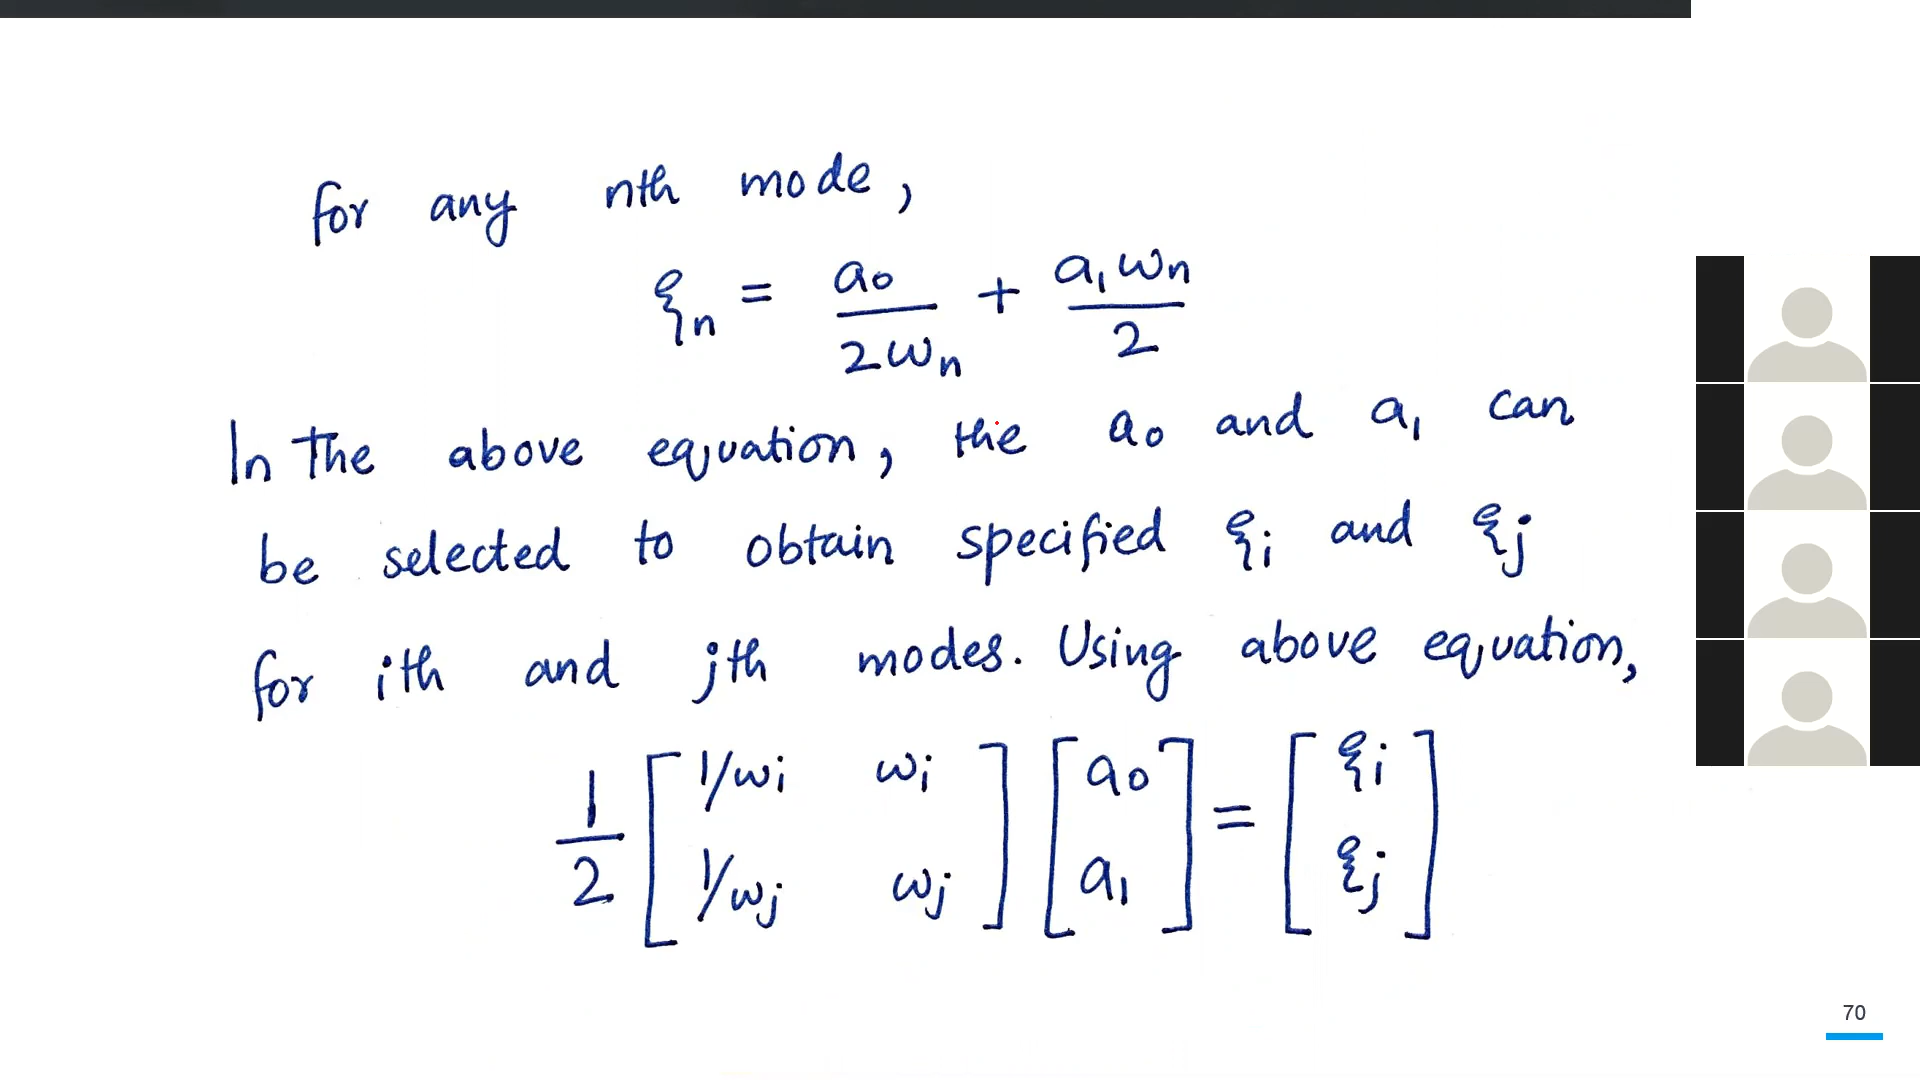 for any nth mode,
ξn = a0/2ωn + a1ωn/2
In The above equation, the a0 and a1 can
be selected to obtain specified ξi and ξj
for ith and jth modes. Using above equation,
1/2 [1/ωi ωi; 1/ωj ωj] [a0; a1] = [ξi; ξj]
70